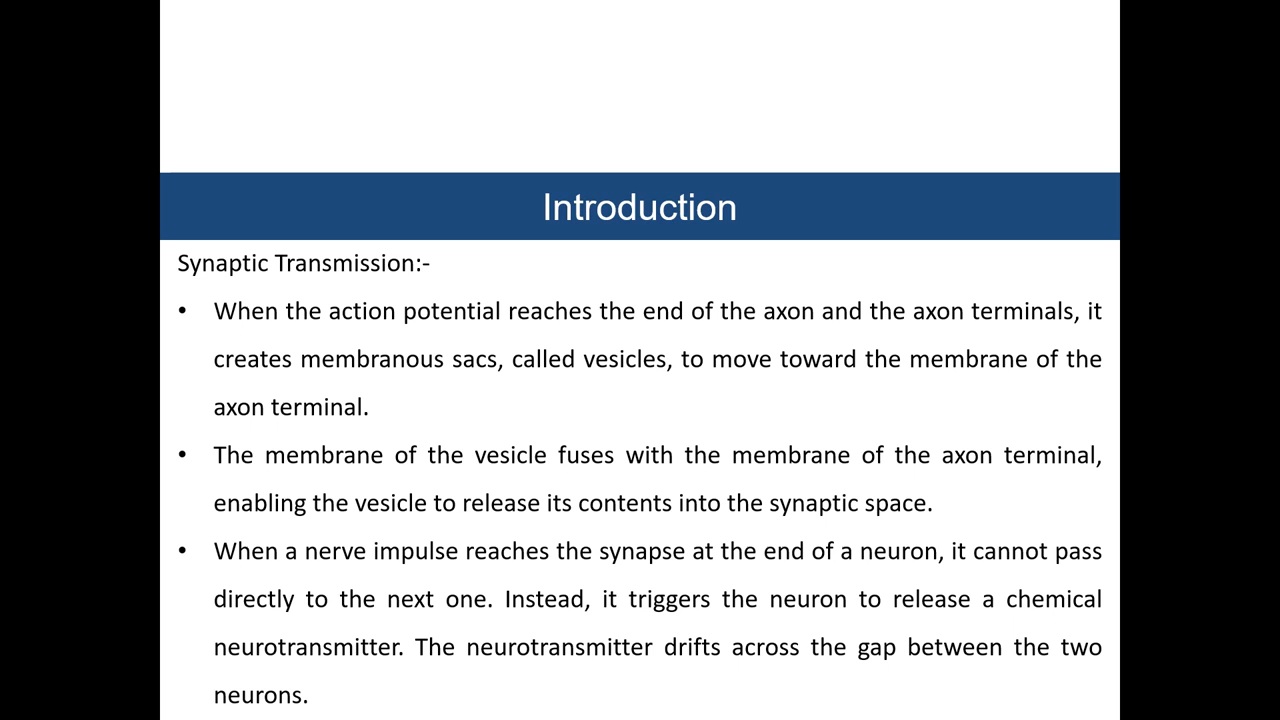 Introduction
Synaptic Transmission:-
• When the action potential reaches the end of the axon and the axon terminals, it
creates membranous sacs, called vesicles, to move toward the membrane of the
axon terminal.
• The membrane of the vesicle fuses with the membrane of the axon terminal,
enabling the vesicle to release its contents into the synaptic space.
• When a nerve impulse reaches the synapse at the end of a neuron, it cannot pass
directly to the next one. Instead, it triggers the neuron to release a chemical
neurotransmitter. The neurotransmitter drifts across the gap between the two
neurons.